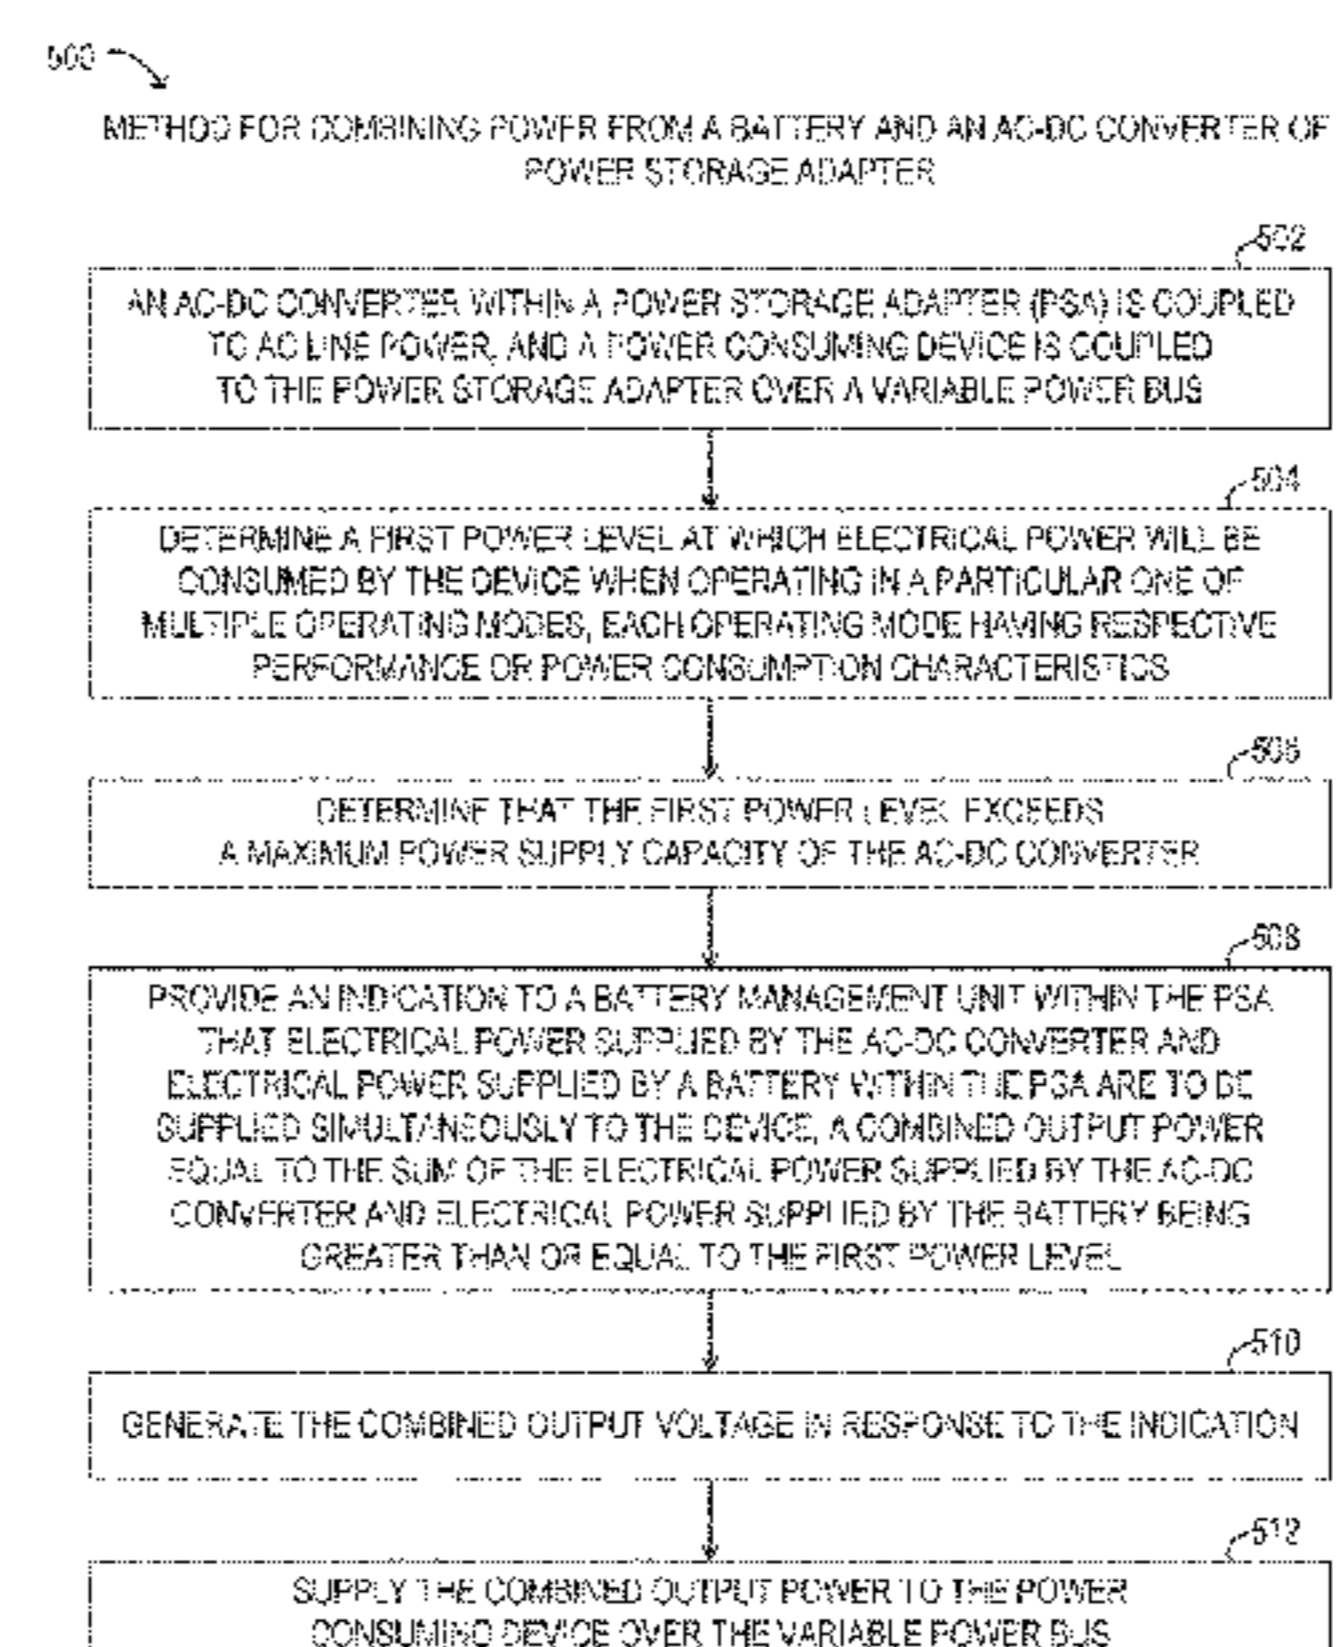 500
METHOD FOR COMBINING POWER FROM A BATTERY AND AN AC-DC CONVERTER OF
POWER STORAGE ADAPTER
502
AN AC-DC CONVERTER WITHIN A POWER STORAGE ADAPTER (PSA) IS COUPLED
TO AC LINE POWER, AND A POWER CONSUMING DEVICE IS COUPLED
TO THE POWER STORAGE ADAPTER OVER A VARIABLE POWER BUS
504
DETERMINE A FIRST POWER LEVEL AT WHICH ELECTRICAL POWER WILL BE
CONSUMED BY THE DEVICE WHEN OPERATING IN A PARTICULAR ONE OF
MULTIPLE OPERATING MODES, EACH OPERATING MODE HAVING RESPECTIVE
PERFORMANCE OR POWER CONSUMPTION CHARACTERISTICS
506
DETERMINE THAT THE FIRST POWER LEVEL EXCEEDS
A MAXIMUM POWER SUPPLY CAPACITY OF THE AC-DC CONVERTER
508
PROVIDE AN INDICATION TO A BATTERY MANAGEMENT UNIT WITHIN THE PSA
THAT ELECTRICAL POWER SUPPLIED BY THE AC-DC CONVERTER AND
ELECTRICAL POWER SUPPLIED BY A BATTERY WITHIN THE PSA ARE TO BE
SUPPLIED SIMULTANEOUSLY TO THE DEVICE, A COMBINED OUTPUT POWER
EQUAL TO THE SUM OF THE ELECTRICAL POWER SUPPLIED BY THE AC-DC
CONVERTER AND ELECTRICAL POWER SUPPLIED BY THE BATTERY BEING
GREATER THAN OR EQUAL TO THE FIRST POWER LEVEL
510
GENERATE THE COMBINED OUTPUT VOLTAGE IN RESPONSE TO THE INDICATION
512
SUPPLY THE COMBINED OUTPUT POWER TO THE POWER
CONSUMING DEVICE OVER THE VARIABLE POWER BUS